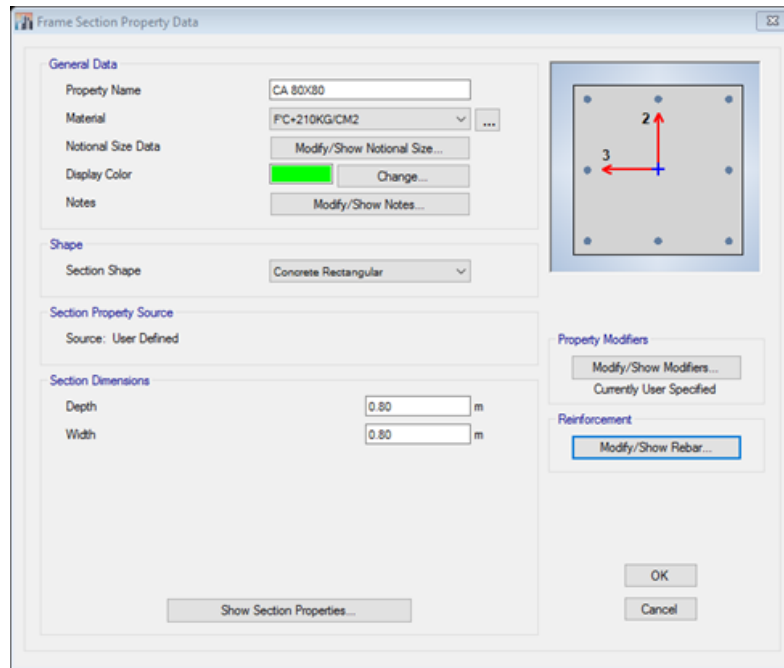 Frame Section Property Data
General Data
Property Name
CA 80X80
Material
F'C+210KG/CM2
...
Notional Size Data
Modify/Show Notional Size...
Display Color
Change...
Notes
Modify/Show Notes...
2
3
Shape
Section Shape
Concrete Rectangular
Section Property Source
Source: User Defined
Property Modifiers
Modify/Show Modifiers...
Currently User Specified
Section Dimensions
Depth
0.80
m
Width
0.80
m
Reinforcement
Modify/Show Rebar...
Show Section Properties...
OK
Cancel